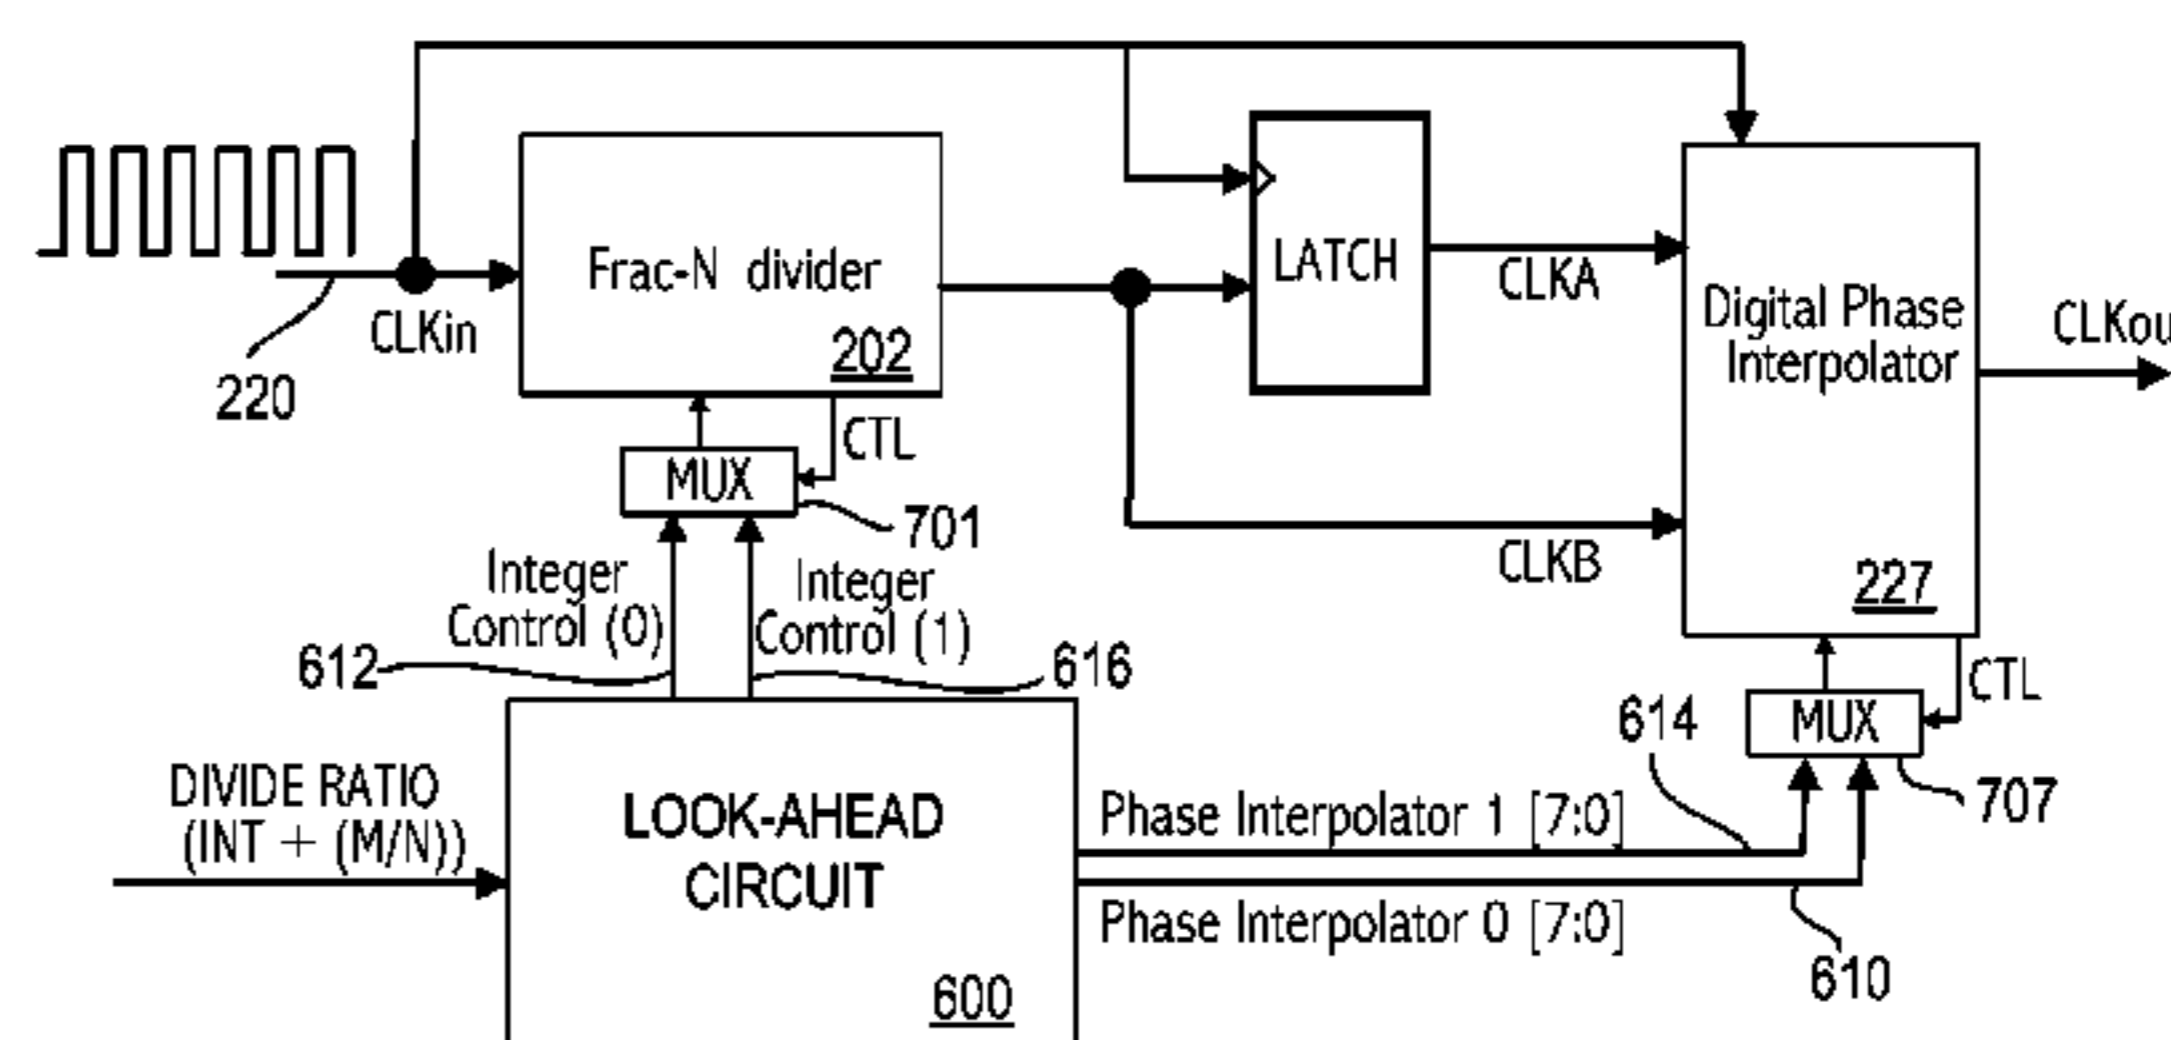 Frac-N divider
202
LATCH
CLKA
Digital Phase
Interpolator
227
CLKou
CLKin
220
CTL
MUX
701
CLKB
Integer
Control (0)
Integer
Control (1)
612
616
CTL
MUX
614
707
DIVIDE RATIO
(INT + (M/N))
LOOK-AHEAD
CIRCUIT
600
Phase Interpolator 1 [7:0]
Phase Interpolator 0 [7:0]
610